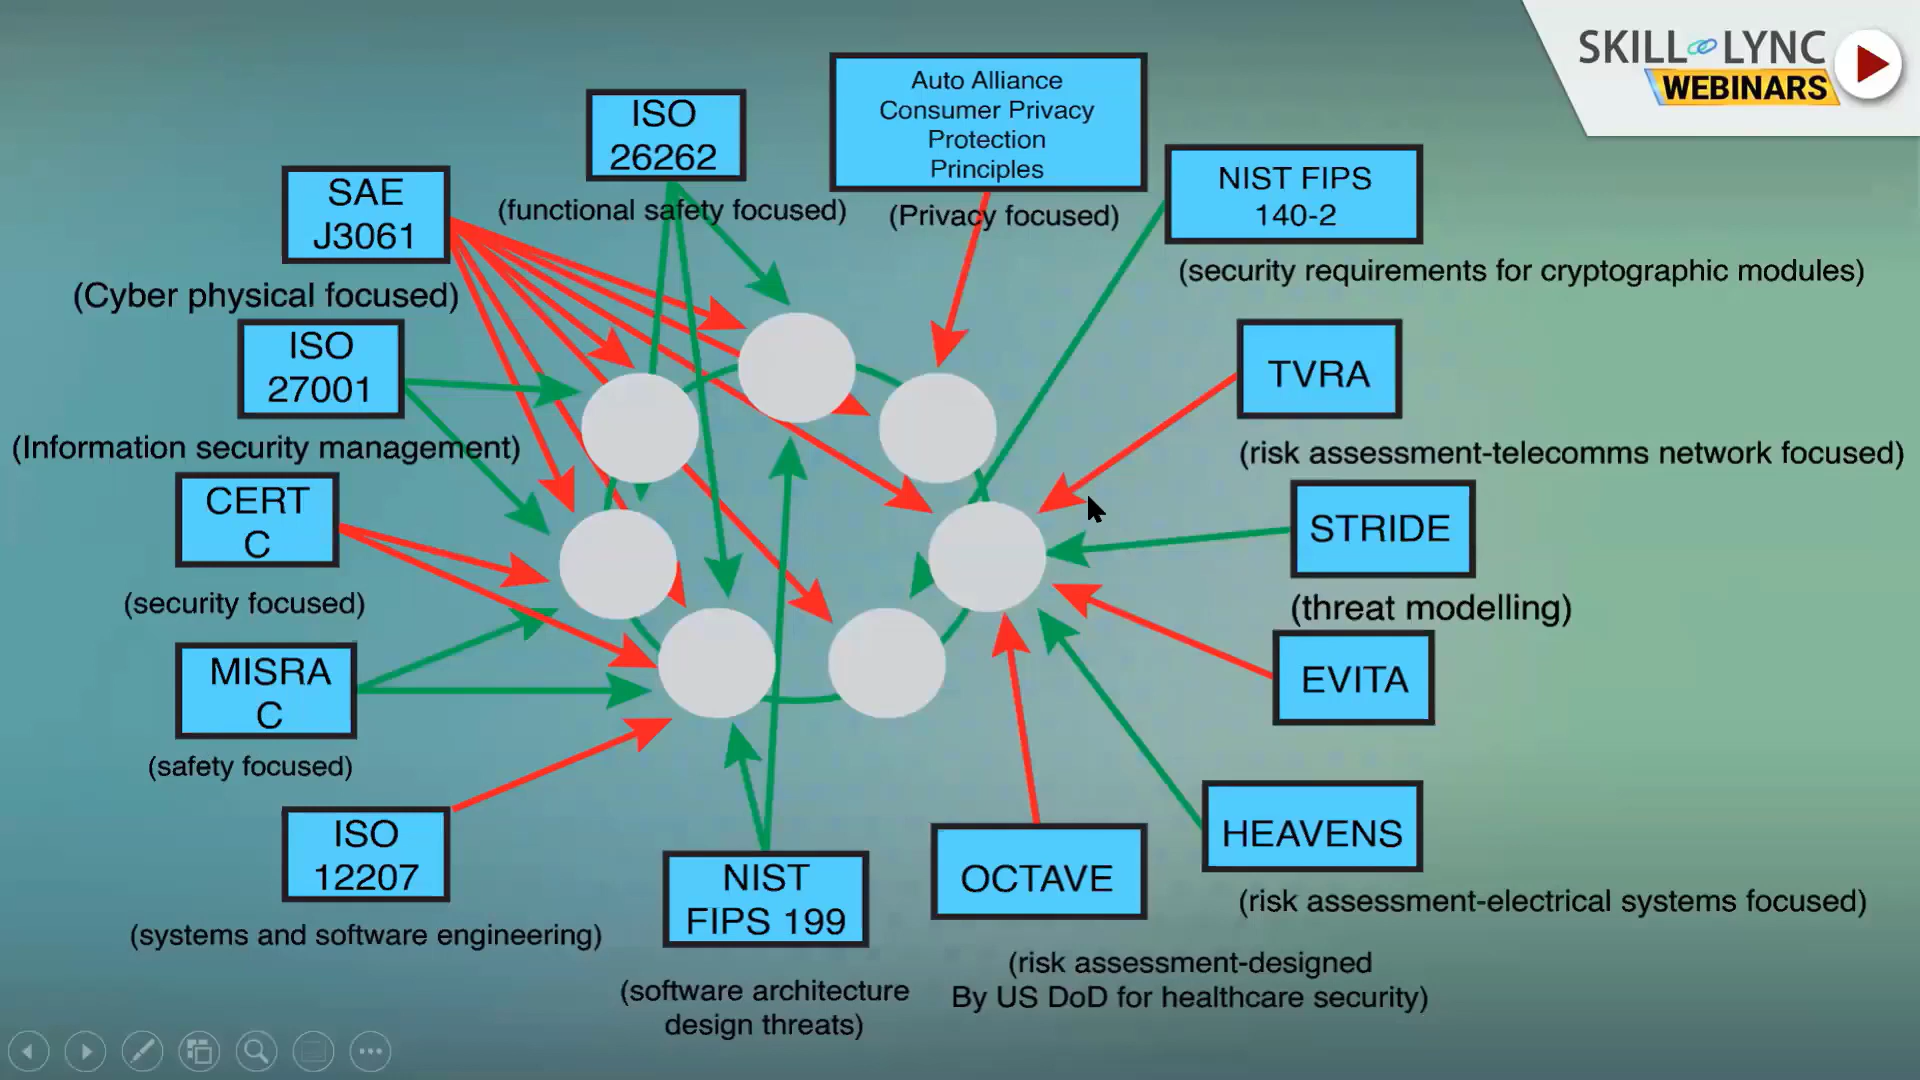 SKILL LYNC
WEBINARS
Auto Alliance
Consumer Privacy
Protection
Principles
(Privacy focused)
ISO
26262
(functional safety focused)
SAE
J3061
(Cyber physical focused)
NIST FIPS
140-2
(security requirements for cryptographic modules)
ISO
27001
(Information security management)
TVRA
(risk assessment-telecomms network focused)
CERT
C
(security focused)
STRIDE
(threat modelling)
MISRA
C
(safety focused)
EVITA
ISO
12207
(systems and software engineering)
HEAVENS
(risk assessment-electrical systems focused)
NIST
FIPS 199
(software architecture
design threats)
OCTAVE
(risk assessment-designed
By US DoD for healthcare security)